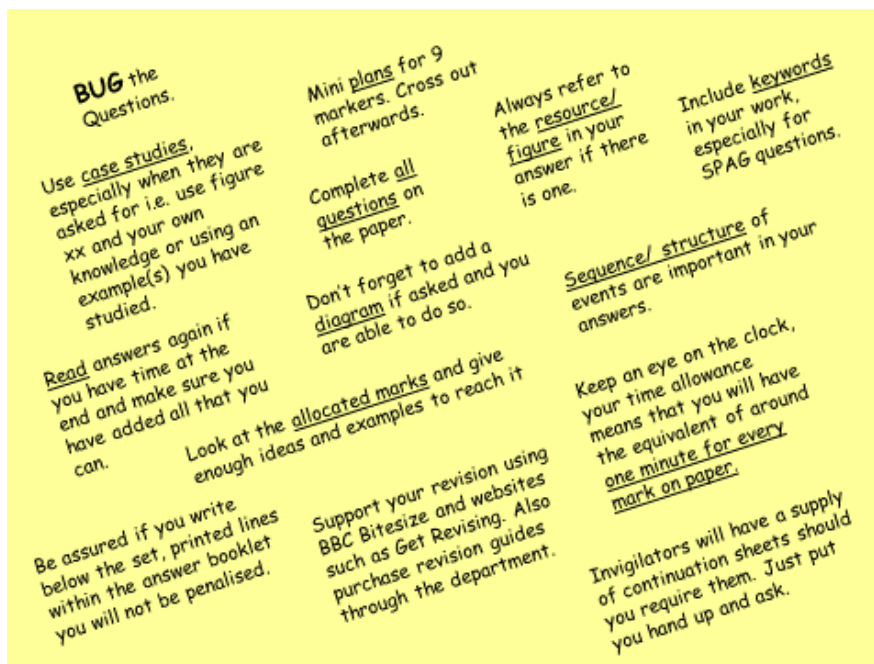 BUG the
Questions.
Mini plans for 9
markers. Cross out
afterwards.
Always refer to
the resource/
figure in your
answer if there
is one.
Include keywords
in your work,
especially for
SPAG questions.
Use case studies,
especially when they are
asked for i.e. use figure
xx and your own
knowledge or using an
example(s) you have
studied.
Complete all
questions on
the paper.
Don't forget to add a
diagram if asked and you
are able to do so.
Sequence/ structure of
events are important in your
answers.
Read answers again if
you have time at the
end and make sure you
have added all that you
can.
Look at the allocated marks and give
enough ideas and examples to reach it
Keep an eye on the clock,
your time allowance
means that you will have
the equivalent of around
one minute for every
mark on paper.
Be assured if you write
below the set, printed lines
within the answer booklet
you will not be penalised.
Support your revision using
BBC Bitesize and websites
such as Get Revising. Also
purchase revision guides
through the department.
Invigilators will have a supply
of continuation sheets should
you require them. Just put
you hand up and ask.